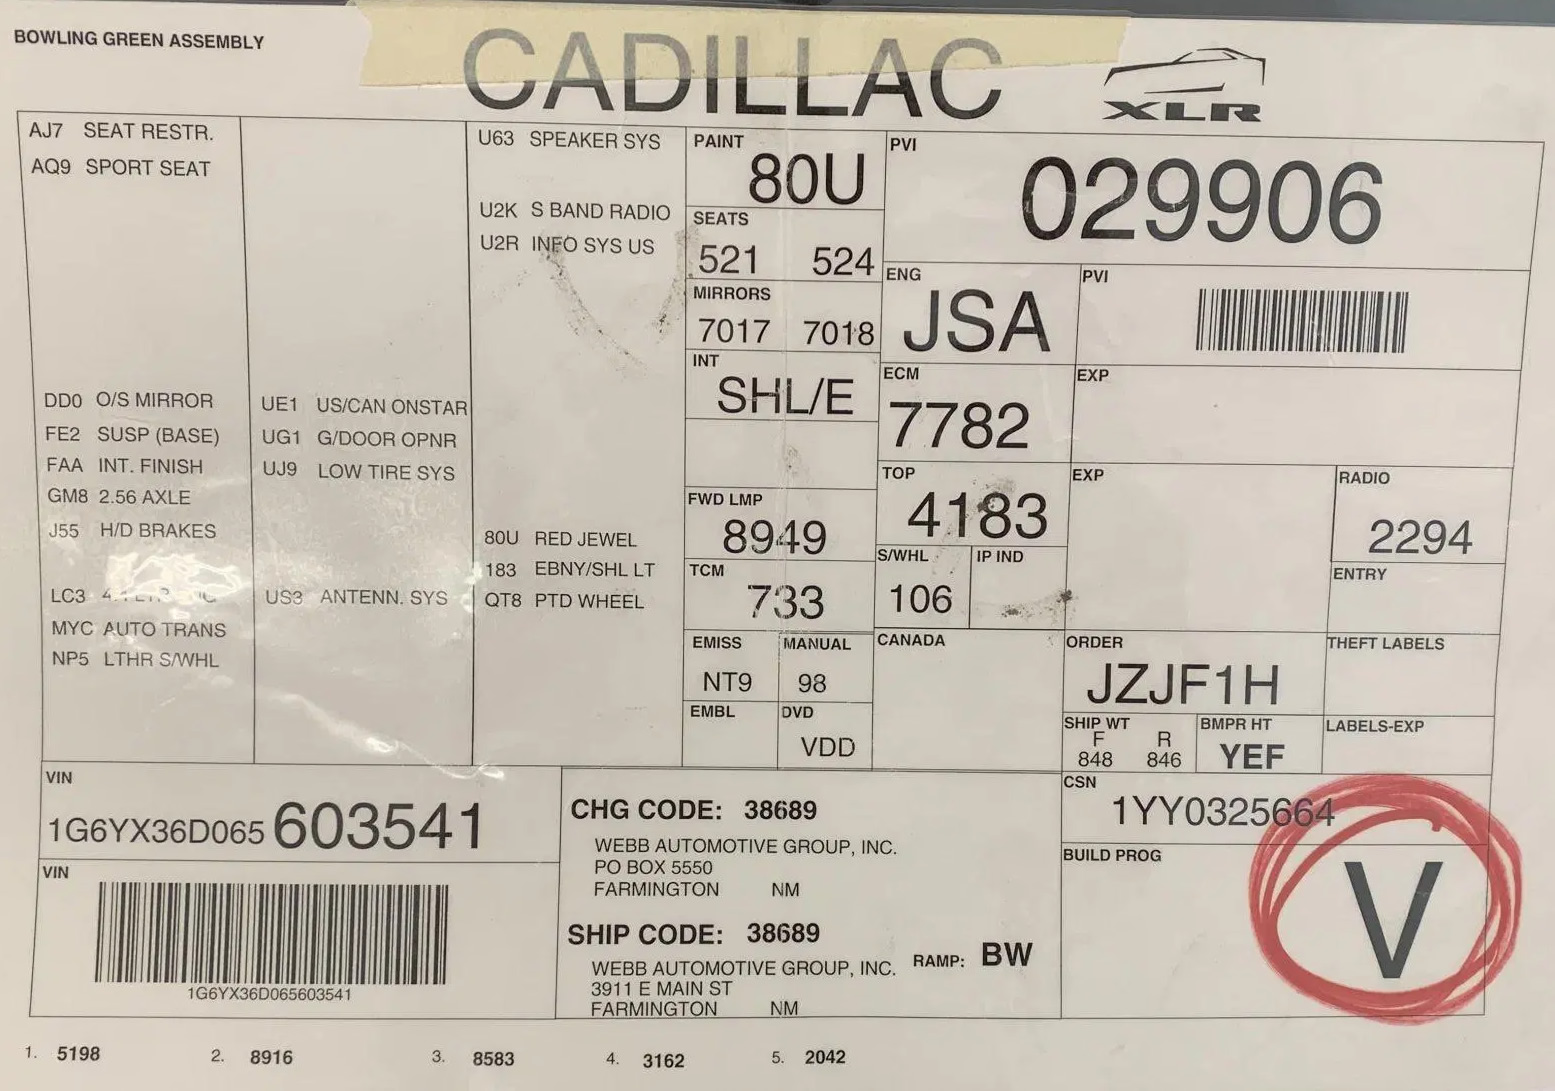 BOWLING GREEN ASSEMBLY
CADILLAC
XLR
AJ7 SEAT RESTR.
AQ9 SPORT SEAT
DD0 O/S MIRROR
FE2 SUSP (BASE)
FAA INT. FINISH
GM8 2.56 AXLE
J55 H/D BRAKES
LC3
MYC AUTO TRANS
NP5 LTHR S/WHL
UE1 US/CAN ONSTAR
UG1 G/DOOR OPNR
UJ9 LOW TIRE SYS
US3 ANTENN. SYS
U63 SPEAKER SYS
U2K S BAND RADIO
U2R INFO SYS US
80U RED JEWEL
183 EBNY/SHL LT
QT8 PTD WHEEL
PAINT
80U
SEATS
521 524
MIRRORS
7017 7018
INT
SHL/E
FWD LMP
8949
TCM
733
EMISS
NT9
MANUAL
98
EMBL
DVD
VDD
PVI
029906
ENG
JSA
PVI
ECM
7782
EXP
TOP
4183
EXP
RADIO
2294
S/WHL
106
IP IND
ENTRY
CANADA
ORDER
JZJF1H
THEFT LABELS
SHIP WT
F R
848 846
BMPR HT
YEF
LABELS-EXP
VIN
1G6YX36D065603541
VIN
1G6YX36D065603541
CHG CODE: 38689
WEBB AUTOMOTIVE GROUP, INC.
PO BOX 5550
FARMINGTON NM
SHIP CODE: 38689
WEBB AUTOMOTIVE GROUP, INC.
3911 E MAIN ST
FARMINGTON NM
RAMP: BW
CSN
1YY0325664
BUILD PROG
V
1. 5198 2. 8916 3. 8583 4. 3162 5. 2042